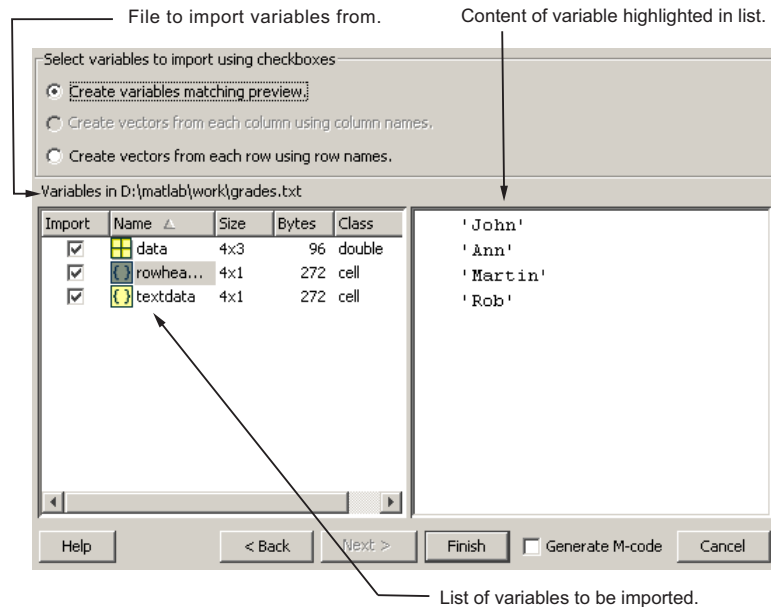 File to import variables from.
Content of variable highlighted in list.
Select variables to import using checkboxes
Create variables matching preview.
Create vectors from each column using column names.
Create vectors from each row using row names.
Variables in D:\matlab\work\grades.txt
Import Name Size Bytes Class
data 4x3 96 double
rowhea... 4x1 272 cell
textdata 4x1 272 cell
'John'
'Ann'
'Martin'
'Rob'
Help < Back Next > Finish Generate M-code Cancel
List of variables to be imported.